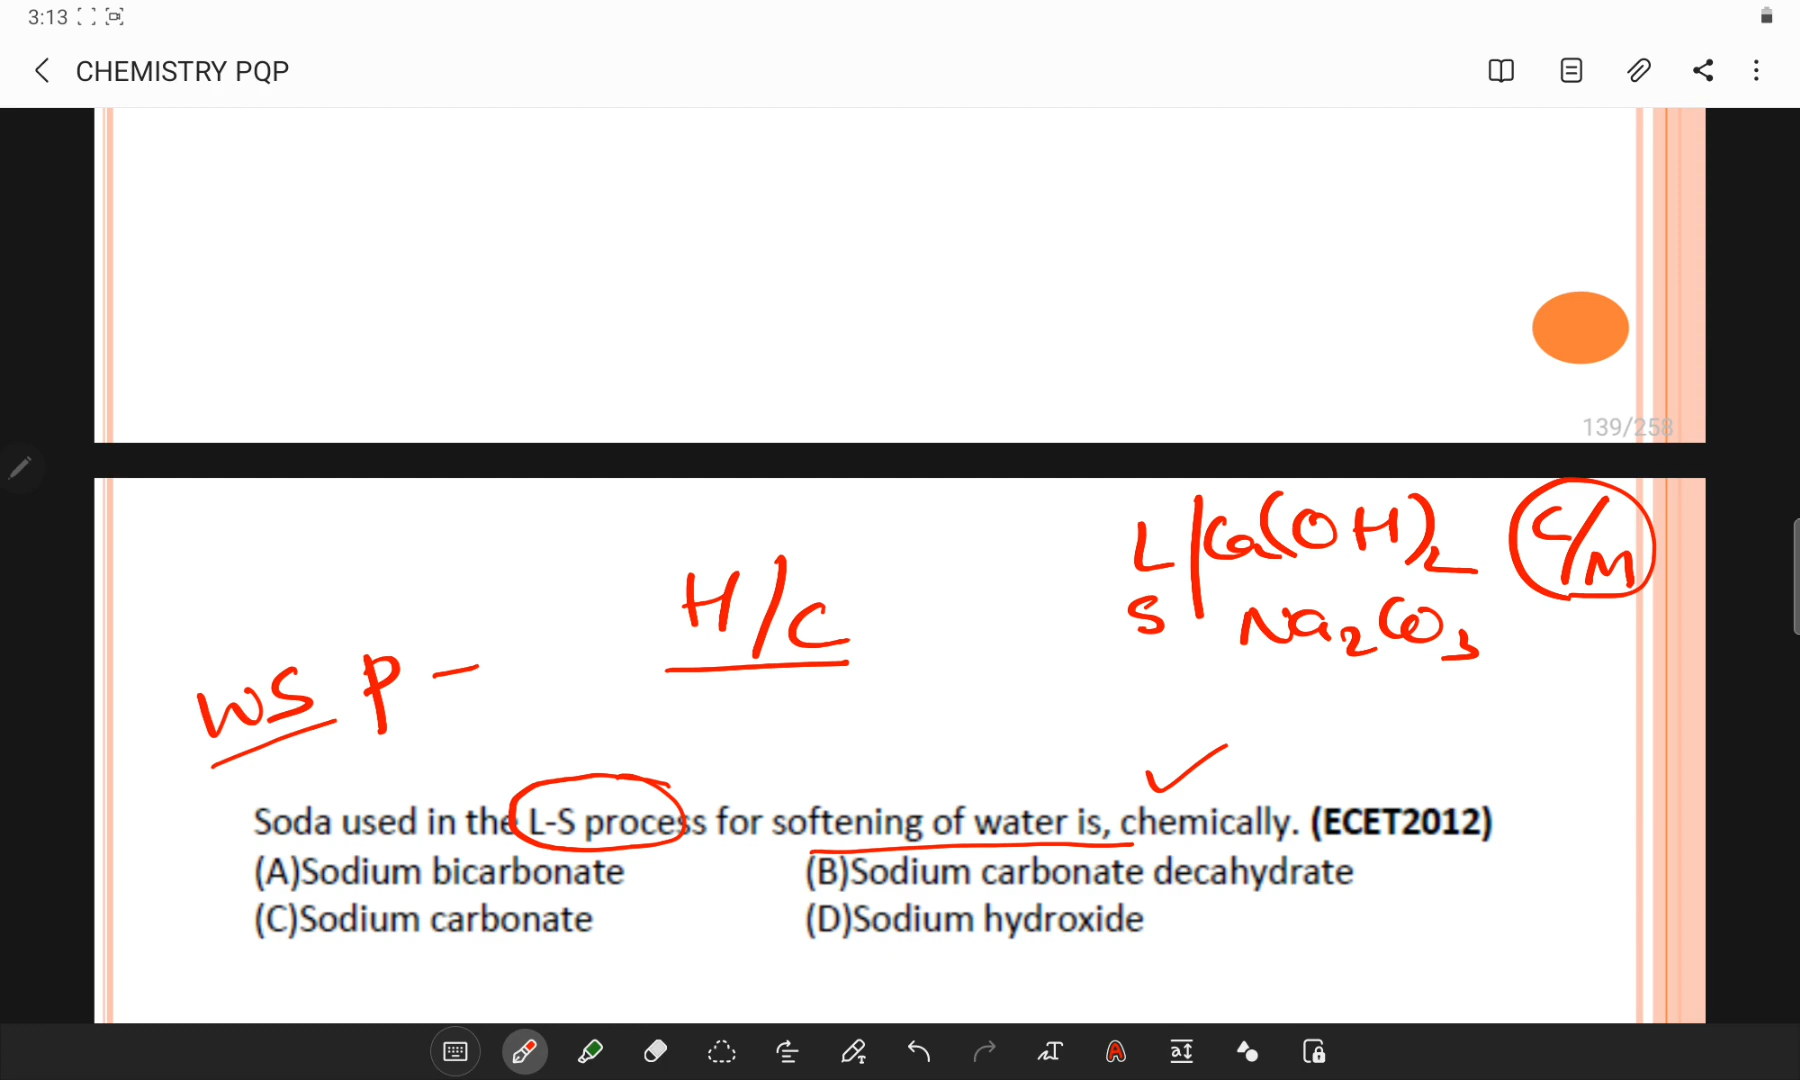 3:13
CHEMISTRY PQP
139/258
L Ca(OH)2 C/M
S Na2CO3
H/C
WS P –
Soda used in the L-S process for softening of water is, chemically. (ECET2012)
(A)Sodium bicarbonate (B)Sodium carbonate decahydrate
(C)Sodium carbonate (D)Sodium hydroxide